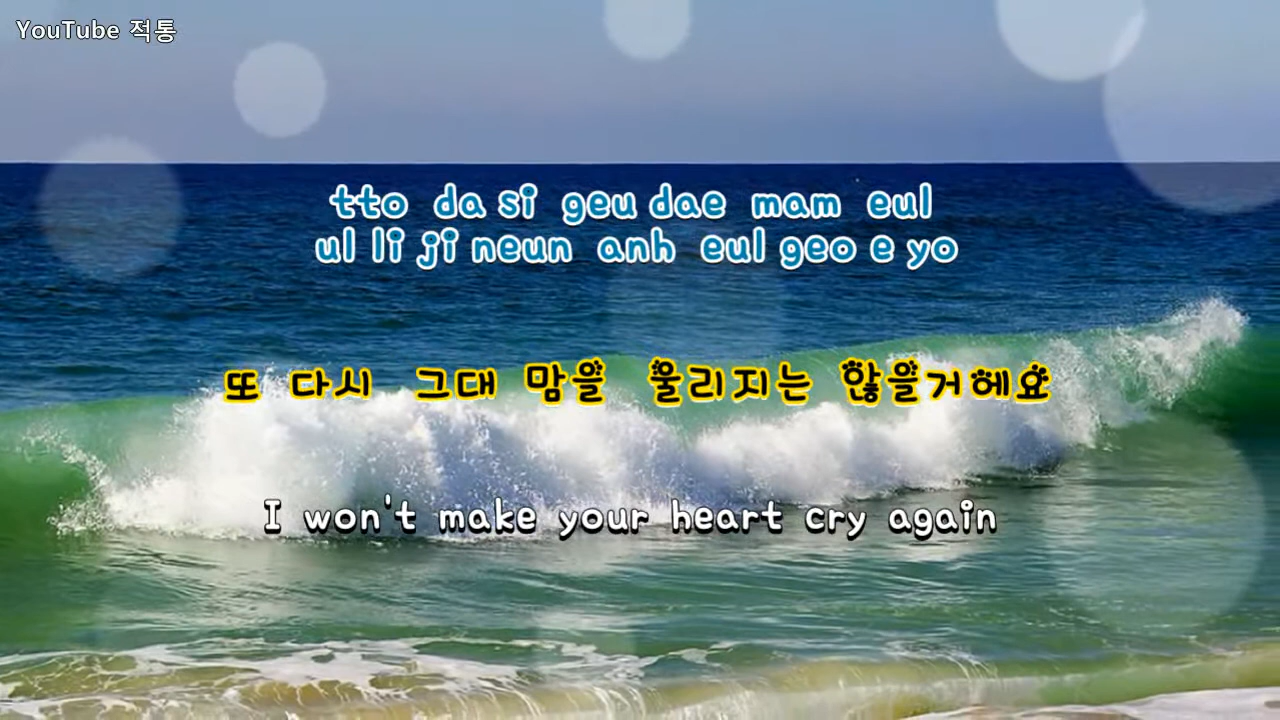 YouTube 적통
tto da si geu dae mam eul
ul li ji neun anh eul geo e yo
또 다시 그대 맘을 울리지는 않을거헤요
I won't make your heart cry again